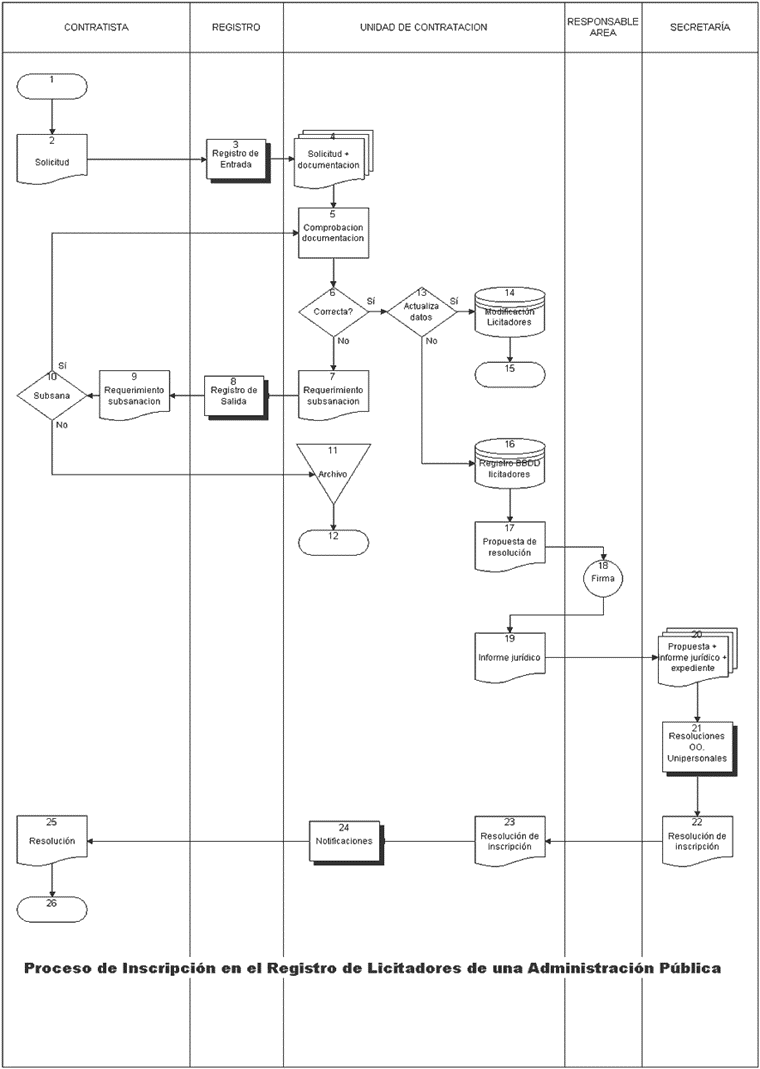 CONTRATISTA
REGISTRO
UNIDAD DE CONTRATACION
RESPONSABLE
AREA
SECRETARÍA
1
2
Solicitud
3
Registro de
Entrada
4
Solicitud +
documentacion
5
Comprobacion
documentacion
6
Correcta?
Sí
No
13
Actualiza
datos
Sí
No
14
Modificación
Licitadores
15
7
Requerimiento
subsanacion
8
Registro de
Salida
9
Requerimiento
subsanacion
10
Subsana
Sí
No
11
Archivo
12
16
Registro BBDD
licitadores
17
Propuesta de
resolución
18
Firma
19
Informe jurídico
20
Propuesta +
informe jurídico +
expediente
21
Resoluciones
OO.
Unipersonales
22
Resolución de
inscripción
23
Resolución de
inscripción
24
Notificaciones
25
Resolución
26
Proceso de Inscripción en el Registro de Licitadores de una Administración Pública